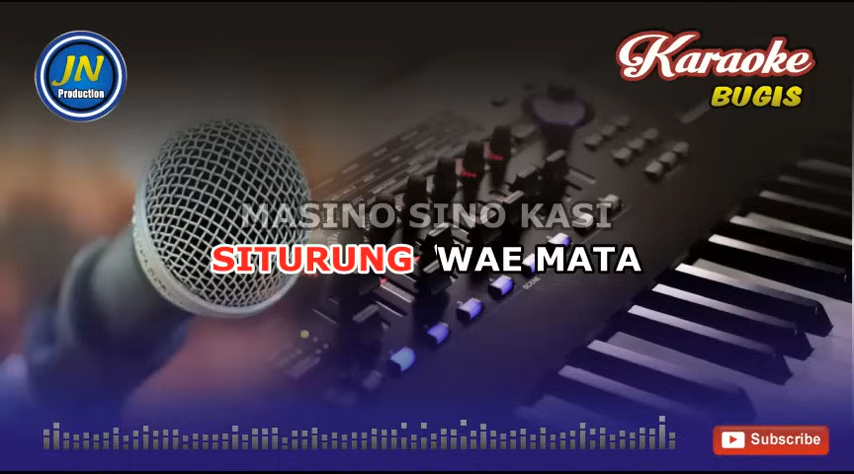 JN
Production
Karaoke
BUGIS
MASINO SINO KASI
SITURUNG WAE MATA
Subscribe